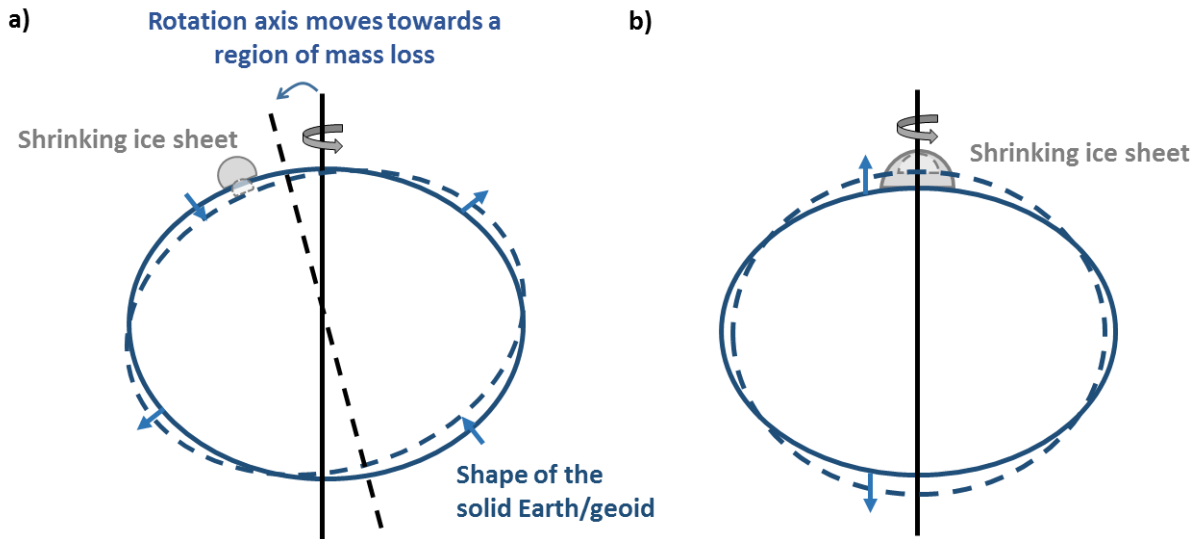 a)
Rotation axis moves towards a
region of mass loss
Shrinking ice sheet
Shape of the
solid Earth/geoid
b)
Shrinking ice sheet